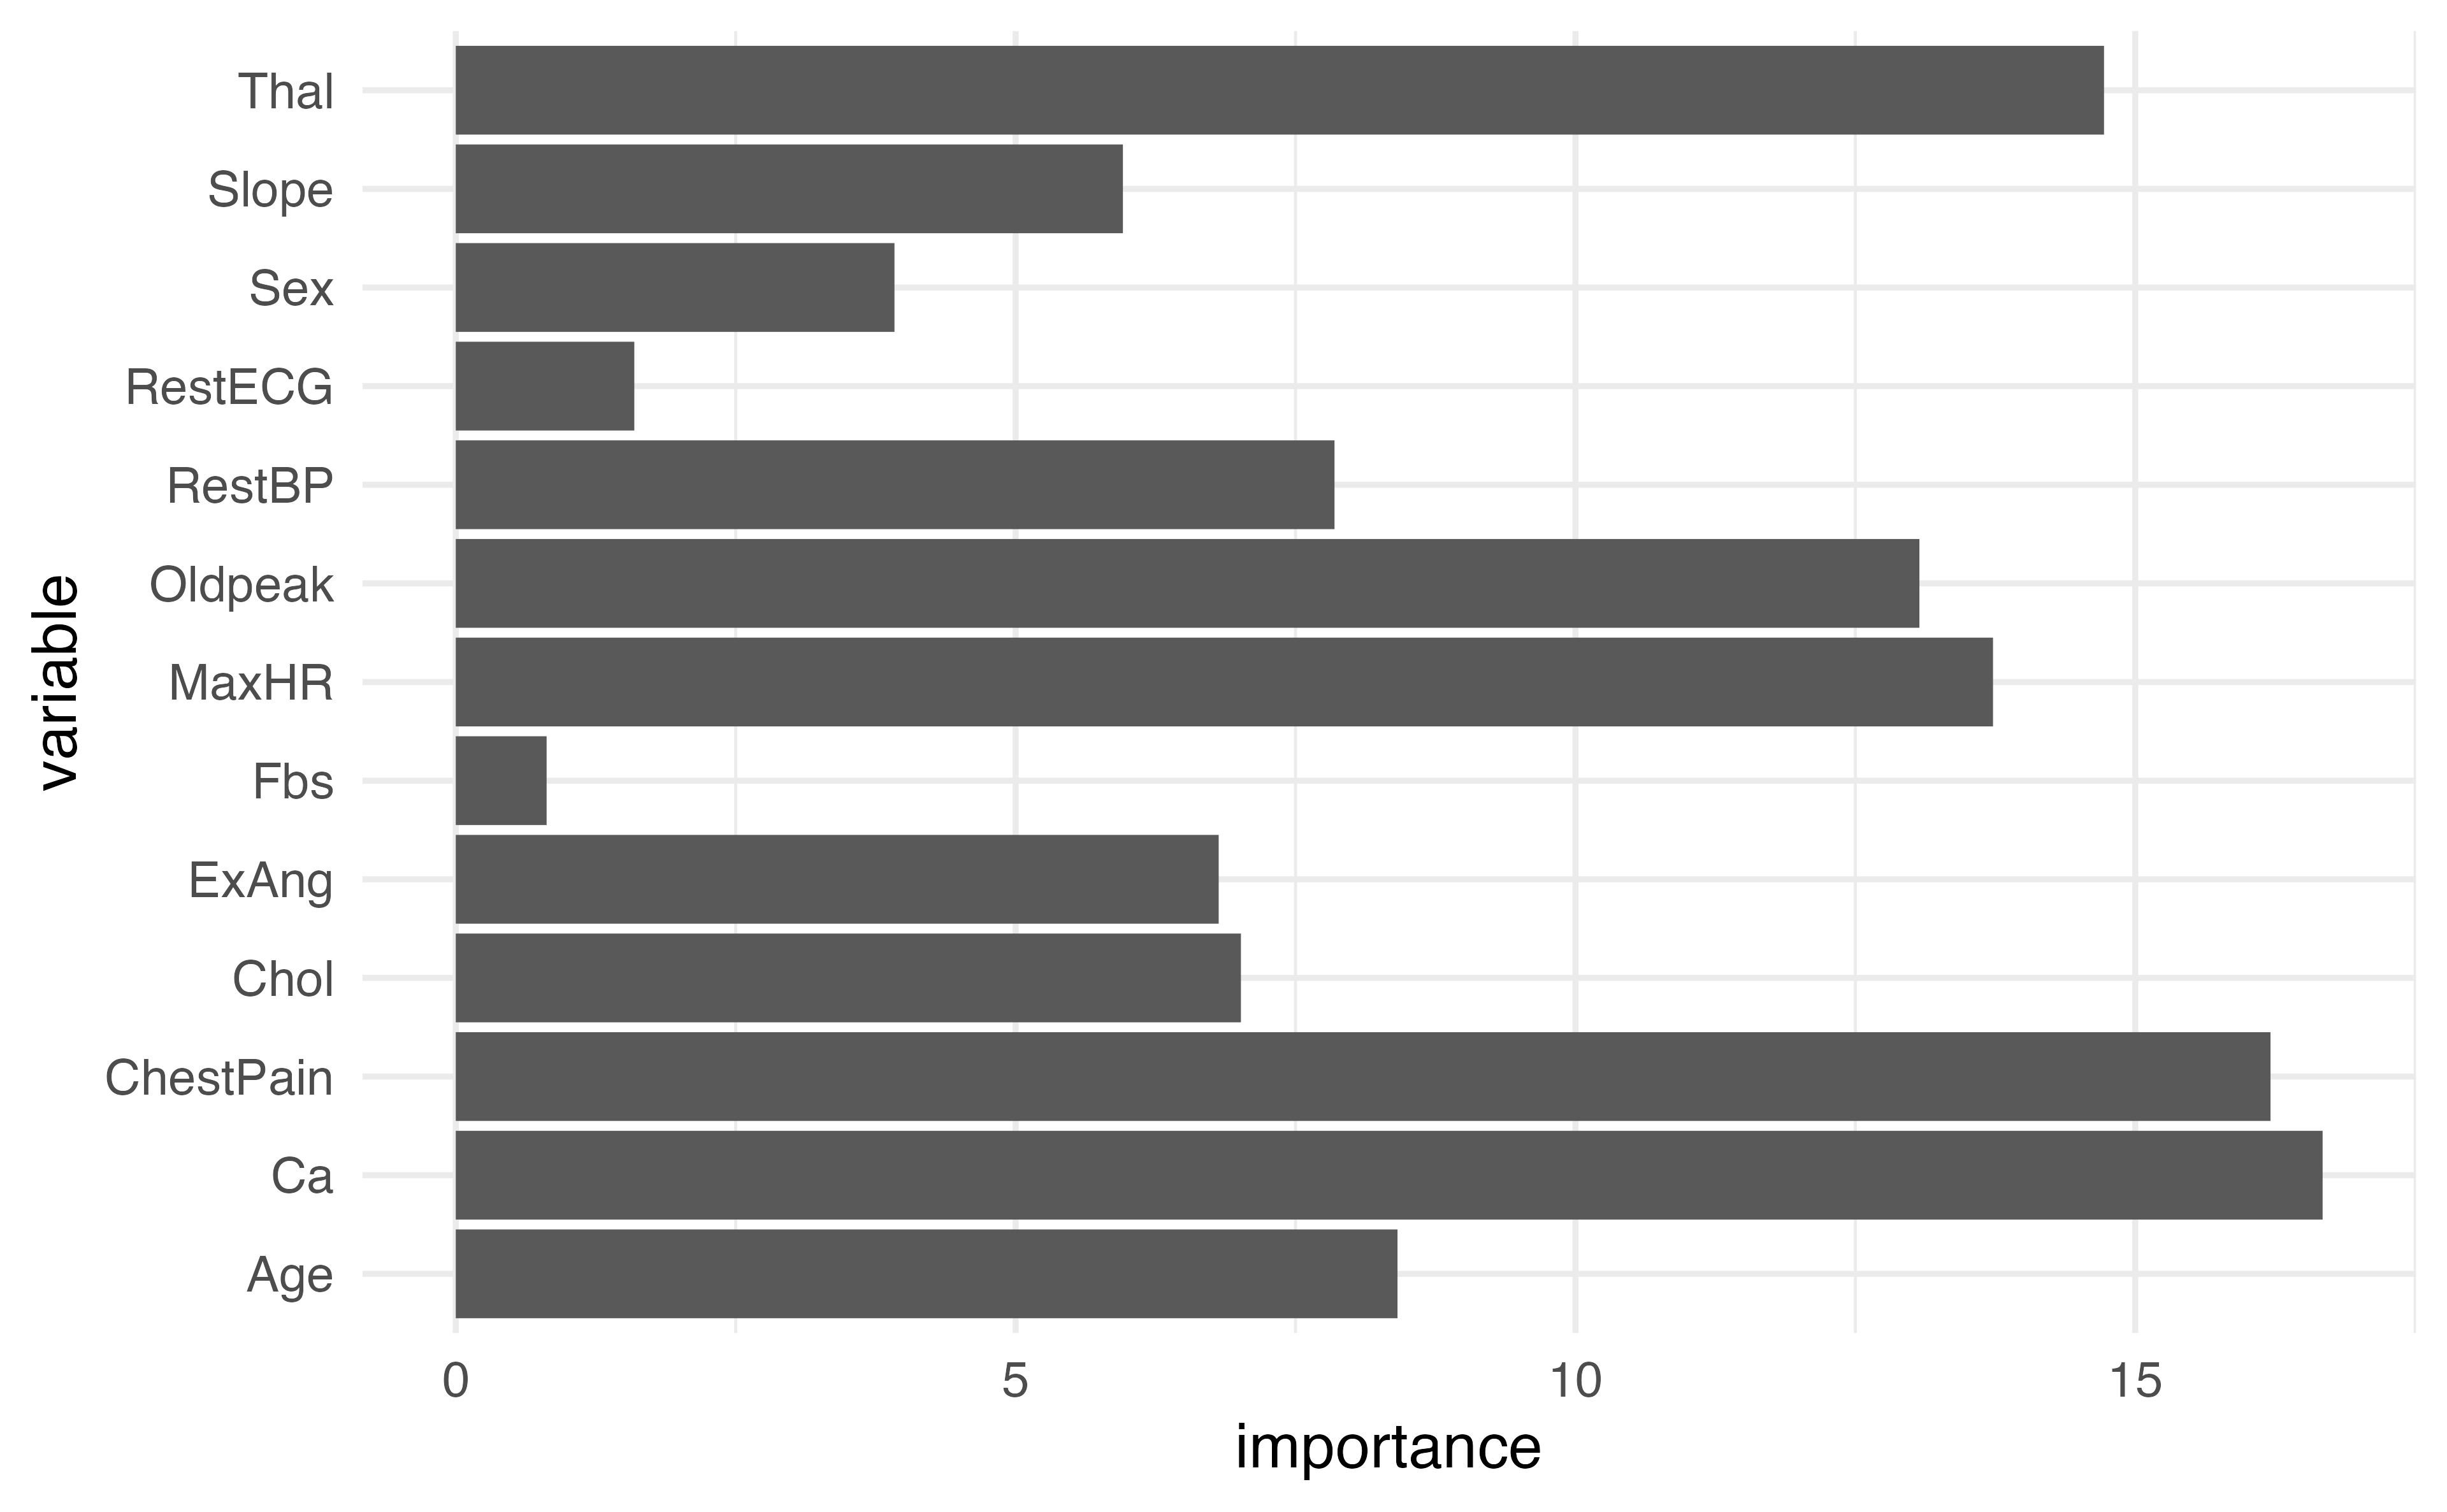 variable
Thal
Slope
Sex
RestECG
RestBP
Oldpeak
MaxHR
Fbs
ExAng
Chol
ChestPain
Ca
Age
0 5 10 15
importance